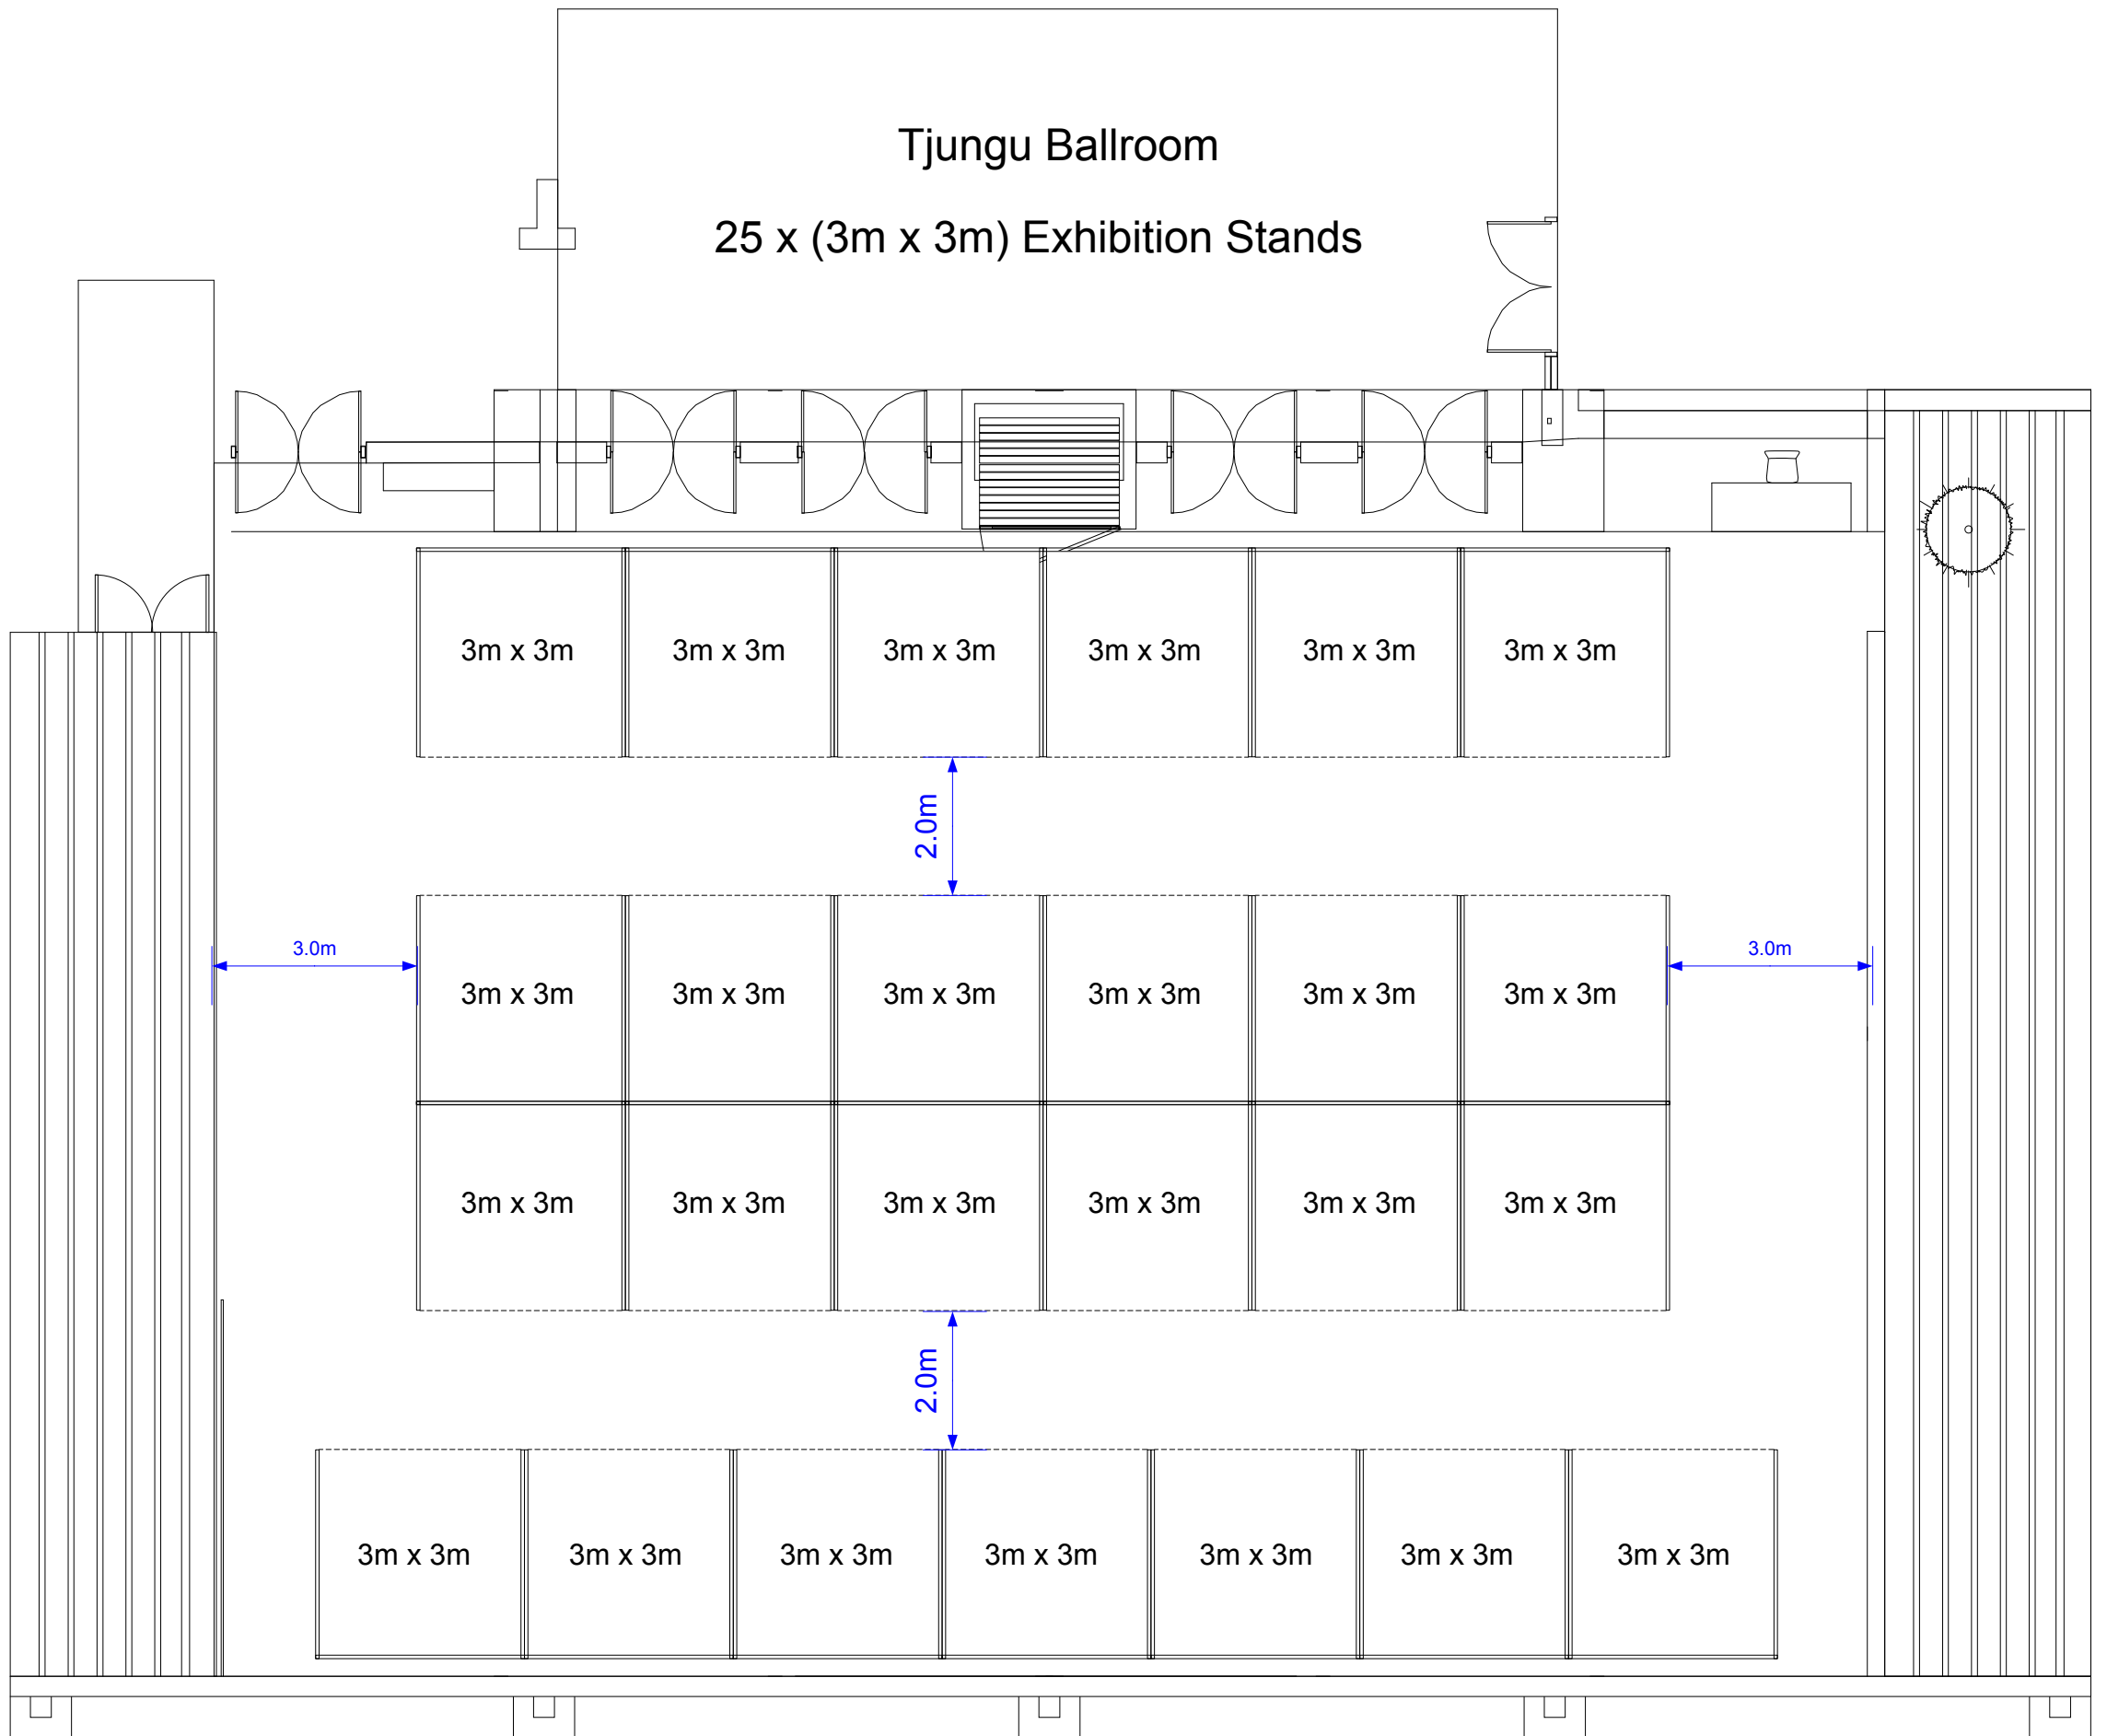 Tjungu Ballroom
25 x (3m x 3m) Exhibition Stands
3m x 3m 3m x 3m 3m x 3m 3m x 3m 3m x 3m 3m x 3m
2.0m
3.0m 3.0m
3m x 3m 3m x 3m 3m x 3m 3m x 3m 3m x 3m 3m x 3m
3m x 3m 3m x 3m 3m x 3m 3m x 3m 3m x 3m 3m x 3m
2.0m
3m x 3m 3m x 3m 3m x 3m 3m x 3m 3m x 3m 3m x 3m 3m x 3m